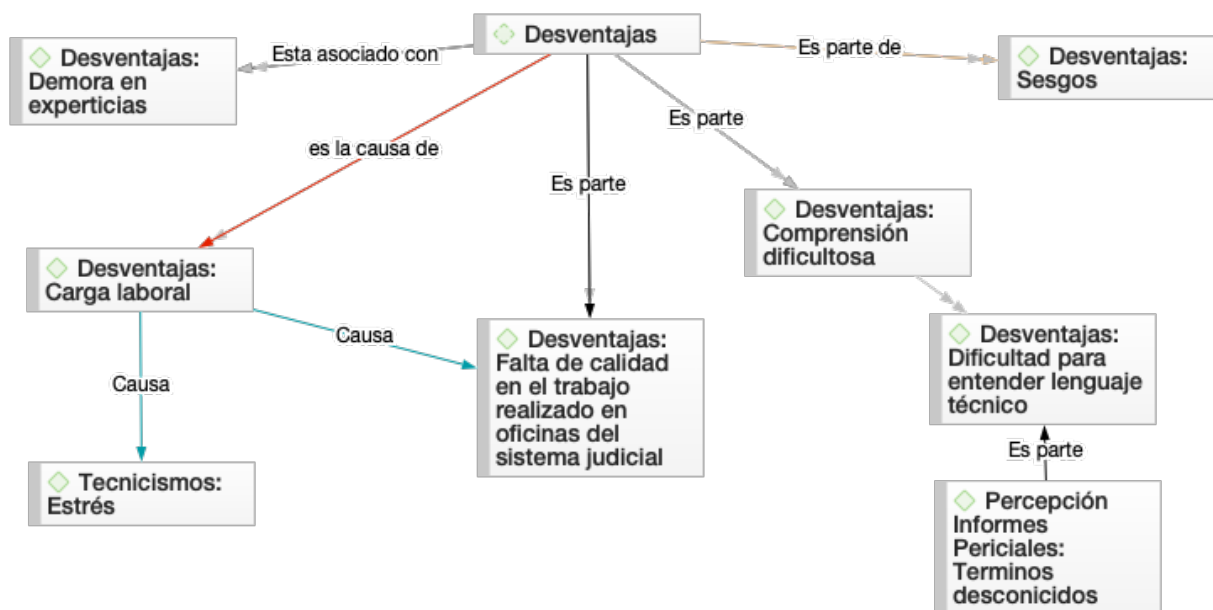 Desventajas
Desventajas:
Demora en
experticias
Esta asociado con
Es parte de
Desventajas:
Sesgos
es la causa de
Es parte
Es parte
Desventajas:
Comprensión
dificultosa
Desventajas:
Carga laboral
Causa
Causa
Desventajas:
Falta de calidad
en el trabajo
realizado en
oficinas del
sistema judicial
Desventajas:
Dificultad para
entender lenguaje
técnico
Es parte
Tecnicismos:
Estrés
Percepción
Informes
Periciales:
Terminos
desconicidos